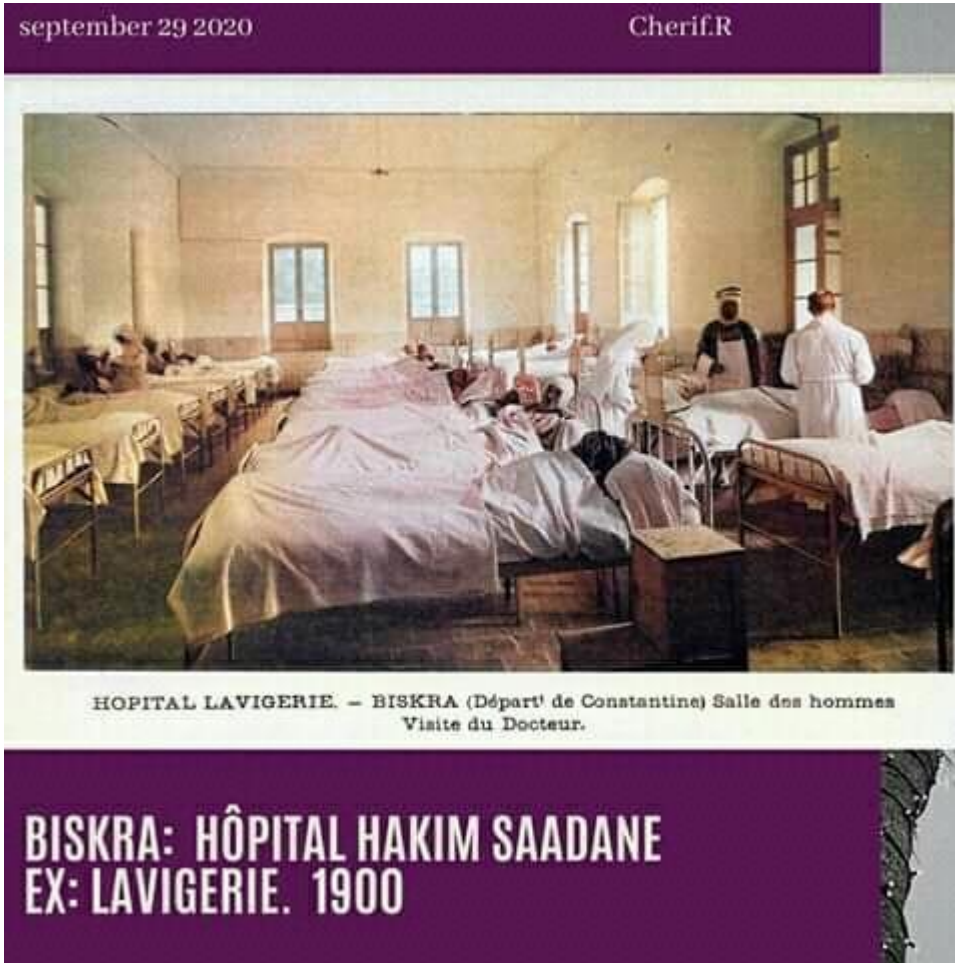 september 29 2020
Cherif.R
HOPITAL LAVIGERIE. – BISKRA (Départᵗ de Constantine) Salle des hommes
Visite du Docteur.
BISKRA: HÔPITAL HAKIM SAADANE
EX: LAVIGERIE. 1900